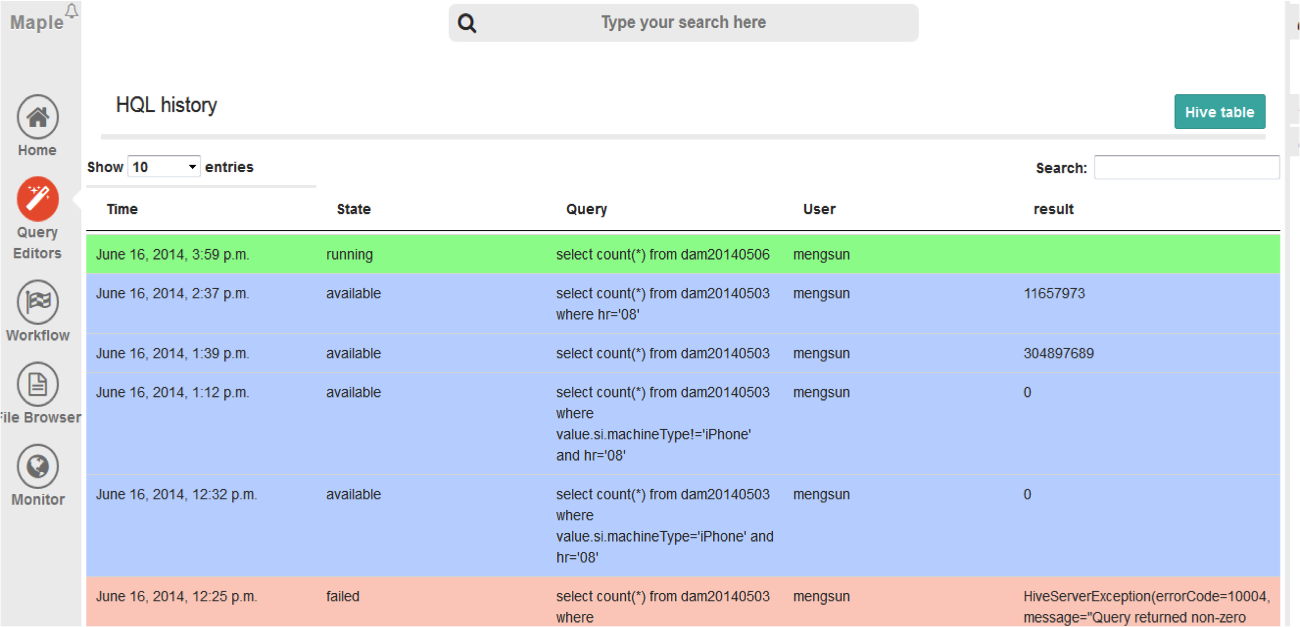 Maple
Type your search here
HQL history
Hive table
Home
Show 10 entries
Search:
Query
Editors
Time State Query User result
June 16, 2014, 3:59 p.m. running select count(*) from dam20140506 mengsun
June 16, 2014, 2:37 p.m. available select count(*) from dam20140503 mengsun 11657973
where hr='08'
Workflow
June 16, 2014, 1:39 p.m. available select count(*) from dam20140503 mengsun 304897689
June 16, 2014, 1:12 p.m. available select count(*) from dam20140503 mengsun 0
where
value.si.machineType!='iPhone'
and hr='08'
File Browser
Monitor
June 16, 2014, 12:32 p.m. available select count(*) from dam20140503 mengsun 0
where
value.si.machineType='iPhone' and
hr='08'
June 16, 2014, 12:25 p.m. failed select count(*) from dam20140503 mengsun HiveServerException(errorCode=10004,
where message="Query returned non-zero